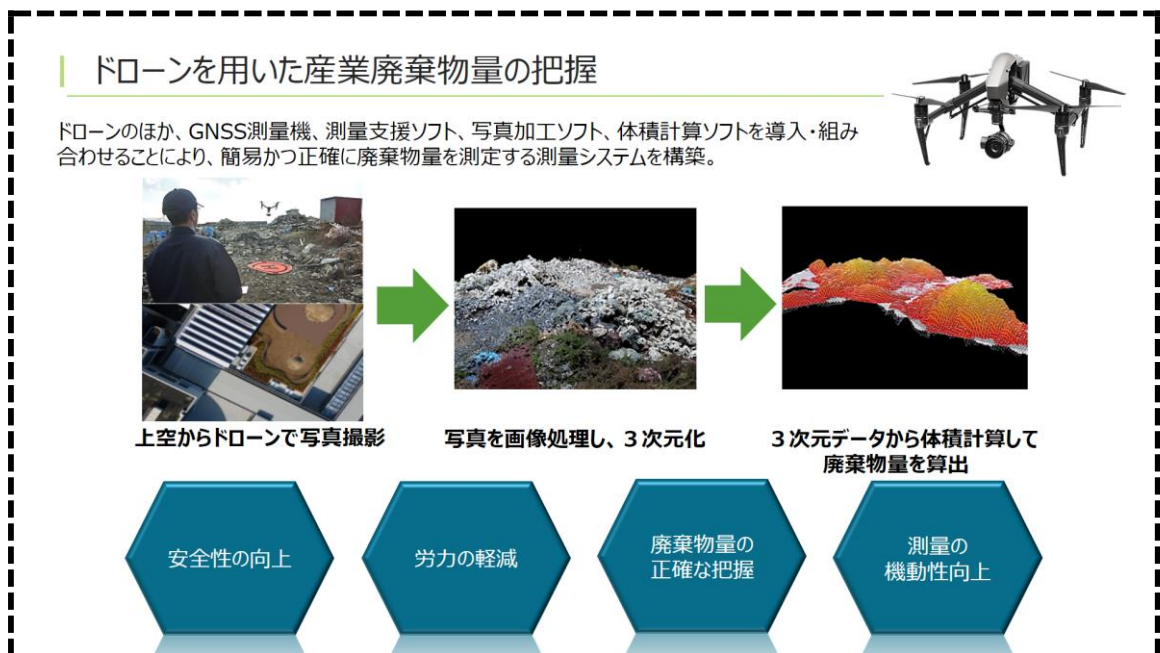 ドローンを用いた産業廃棄物量の把握
ドローンのほか、GNSS測量機、測量支援ソフト、写真加工ソフト、体積計算ソフトを導入・組み
合わせることにより、簡易かつ正確に廃棄物量を測定する測量システムを構築。
上空からドローンで写真撮影
写真を画像処理し、３次元化
３次元データから体積計算して
廃棄物量を算出
安全性の向上
労力の軽減
廃棄物量の
正確な把握
測量の
機動性向上